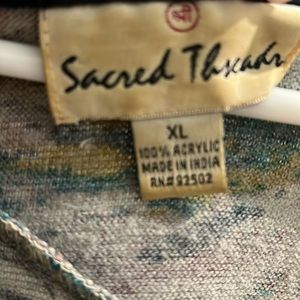 Sacred Threads
XL
100% ACRYLIC
MADE IN INDIA
RN# 92502